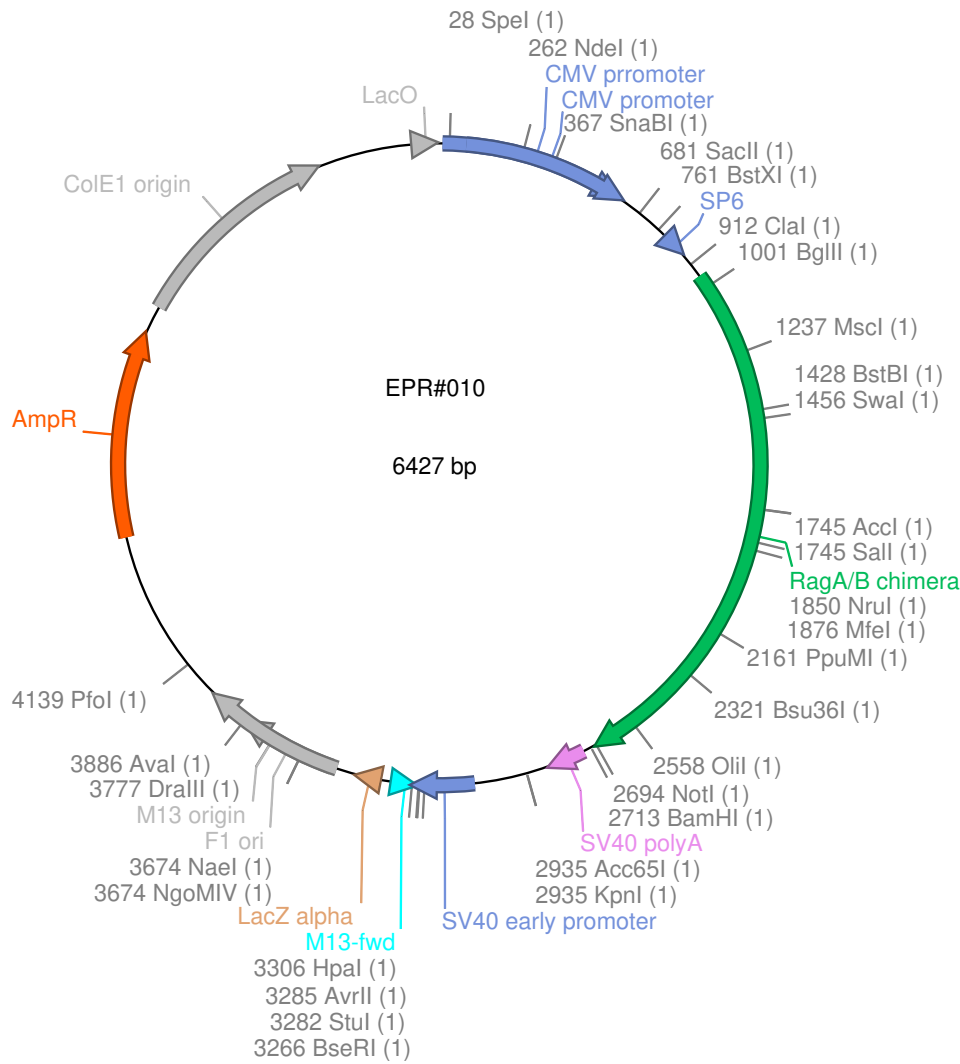 28 SpeI (1)
262 NdeI (1)
CMV prromoter
LacO
CMV promoter
367 SnaBI (1)
681 SacII (1)
761 BstXI (1)
ColE1 origin
SP6
912 ClaI (1)
1001 BglII (1)
1237 MscI (1)
EPR#010
1428 BstBI (1)
1456 SwaI (1)
AmpR
6427 bp
1745 AccI (1)
1745 SalI (1)
RagA/B chimera
1850 NruI (1)
1876 MfeI (1)
2161 PpuMI (1)
4139 PfoI (1)
2321 Bsu36I (1)
3886 AvaI (1)
2558 OliI (1)
3777 DraIII (1)
2694 NotI (1)
M13 origin
2713 BamHI (1)
F1 ori
SV40 polyA
3674 NaeI (1)
2935 Acc65I (1)
3674 NgoMIV (1)
2935 KpnI (1)
LacZ alpha
SV40 early promoter
M13-fwd
3306 HpaI (1)
3285 AvrII (1)
3282 StuI (1)
3266 BseRI (1)